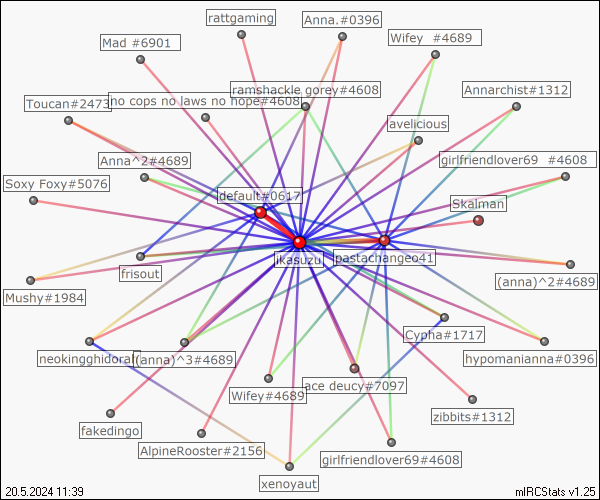 rattgaming
Anna.#0396
Mad #6901
Wifey #4689
ramshackle gorey#4608
Annarchist#1312
Toucan#2473
no cops no laws no hope#4608
avelicious
Anna^2#4689
girlfriendlover69 #4608
Soxy Foxy#5076
default#0617
Skalman
jkasuzu
pastachangeo41
frisout
(anna)^2#4689
Mushy#1984
Cypha#1717
neokingghidorah
(anna)^3#4689
hypomanianna#0396
Wifey#4689
ace deucy#7097
zibbits#1312
fakedingo
AlpineRooster#2156
girlfriendlover69#4608
xenoyaut
20.5.2024 11:39
mIRCStats v1.25